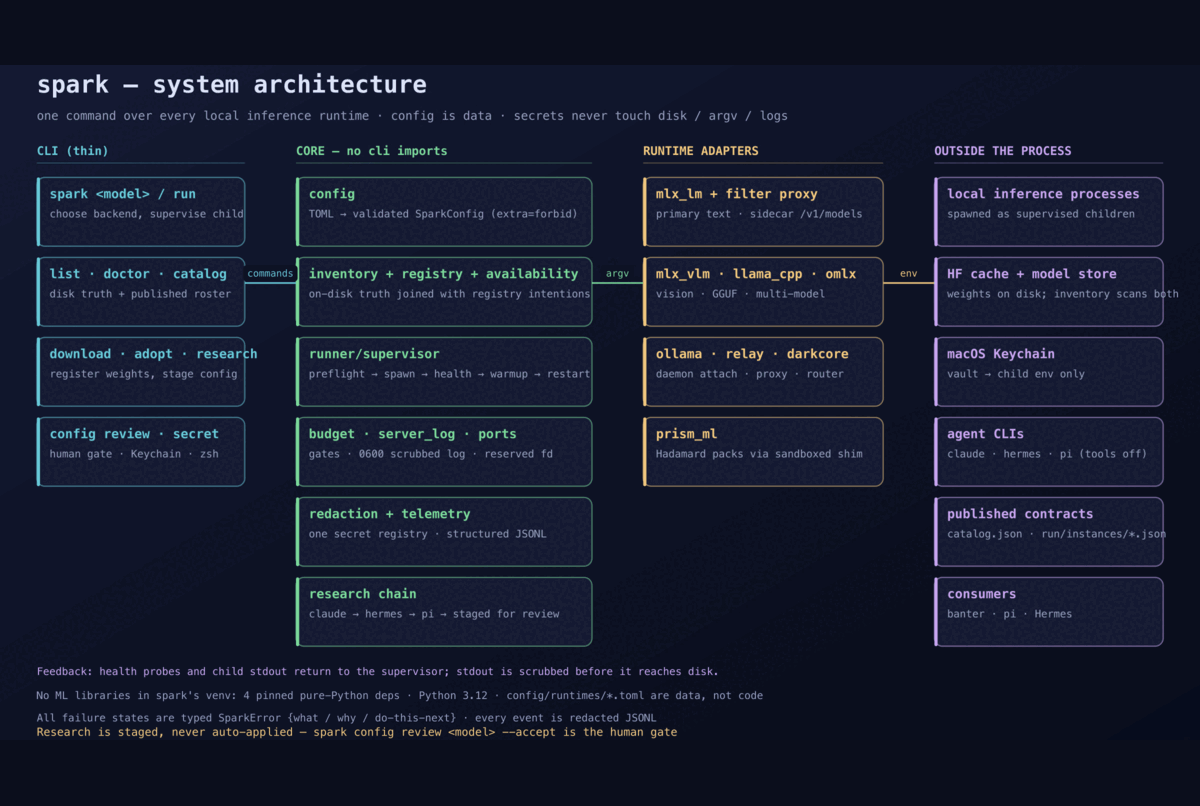 spark — system architecture
one command over every local inference runtime · config is data · secrets never touch disk / argv / logs
CLI (thin)
spark <model> / run
choose backend, supervise child
list · doctor · catalog
disk truth + published roster
download · adopt · research
register weights, stage config
config review · secret
human gate · Keychain · zsh
commands
CORE — no cli imports
config
TOML → validated SparkConfig (extra=forbid)
inventory + registry + availability
on-disk truth joined with registry intentions
runner/supervisor
preflight → spawn → health → warmup → restart
budget · server_log · ports
gates · 0600 scrubbed log · reserved fd
redaction + telemetry
one secret registry · structured JSONL
research chain
claude → hermes → pi → staged for review
argv
RUNTIME ADAPTERS
mlx_lm + filter proxy
primary text · sidecar /v1/models
mlx_vlm · llama_cpp · omlx
vision · GGUF · multi-model
ollama · relay · darkcore
daemon attach · proxy · router
prism_ml
Hadamard packs via sandboxed shim
env
OUTSIDE THE PROCESS
local inference processes
spawned as supervised children
HF cache + model store
weights on disk; inventory scans both
macOS Keychain
vault → child env only
agent CLIs
claude · hermes · pi (tools off)
published contracts
catalog.json · run/instances/*.json
consumers
banter · pi · Hermes
Feedback: health probes and child stdout return to the supervisor; stdout is scrubbed before it reaches disk.
No ML libraries in spark's venv: 4 pinned pure-Python deps · Python 3.12 · config/runtimes/*.toml are data, not code
All failure states are typed SparkError {what / why / do-this-next} · every event is redacted JSONL
Research is staged, never auto-applied — spark config review <model> --accept is the human gate